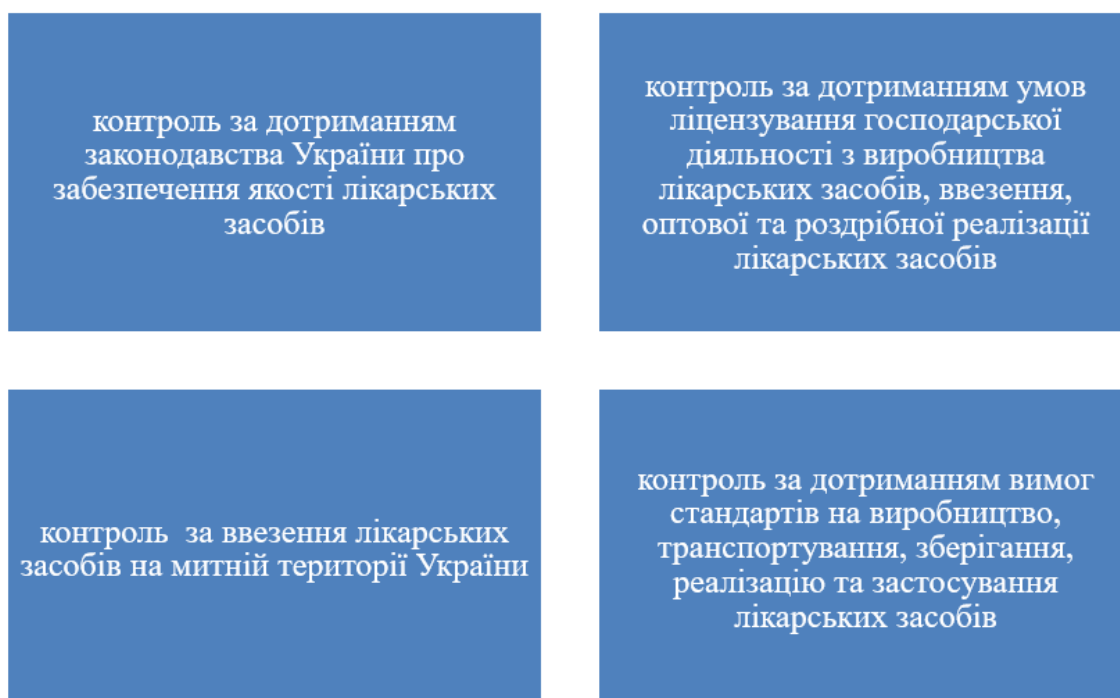 контроль за дотриманням
законодавства України про
забезпечення якості лікарських
засобів
контроль за дотриманням умов
ліцензування господарської
діяльності з виробництва
лікарських засобів, ввезення,
оптової та роздрібної реалізації
лікарських засобів
контроль за ввезення лікарських
засобів на митній території України
контроль за дотриманням вимог
стандартів на виробництво,
транспортування, зберігання,
реалізацію та застосування
лікарських засобів